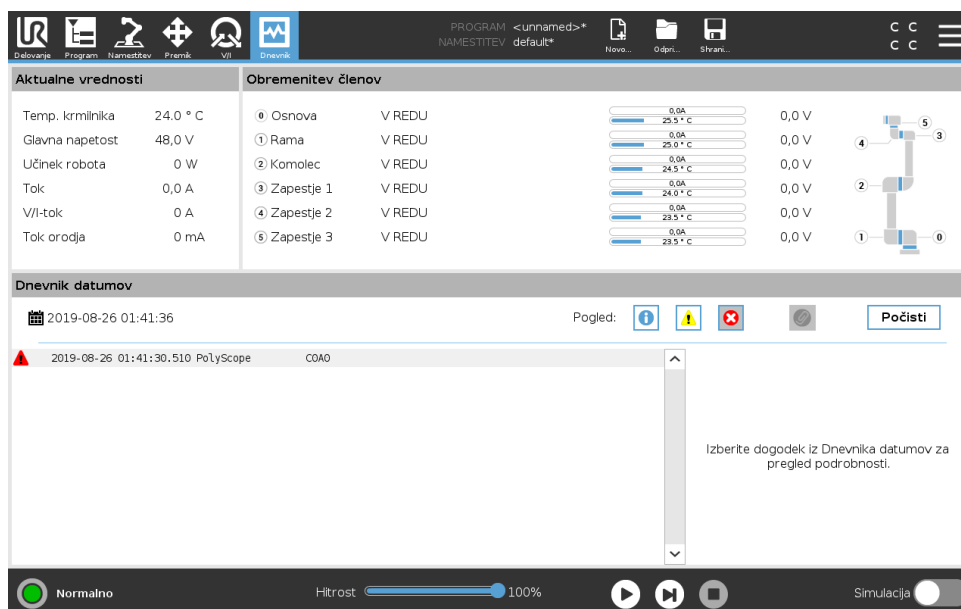 PROGRAM <unnamed>*
NAMESTITEV default*
Delovanje Program Namestitev Premik V/I Dnevnik Novo... Odpri... Shrani...
C C
C C
Aktualne vrednosti
Temp. krmilnika 24.0 ° C
Glavna napetost 48,0 V
Učinek robota 0 W
Tok 0,0 A
V/I-tok 0 A
Tok orodja 0 mA
Obremenitev členov
0 Osnova V REDU 0,0A 25.5 ° C 0,0 V
1 Rama V REDU 0,0A 25.0 ° C 0,0 V
2 Komolec V REDU 0,0A 24.5 ° C 0,0 V
3 Zapestje 1 V REDU 0,0A 24.0 ° C 0,0 V
4 Zapestje 2 V REDU 0,0A 23.5 ° C 0,0 V
5 Zapestje 3 V REDU 0,0A 23.5 ° C 0,0 V
5
3
4
2
1 0
Dnevnik datumov
2019-08-26 01:41:36 Pogled: Počisti
2019-08-26 01:41:30.510 PolyScope C0A0
Izberite dogodek iz Dnevnika datumov za
pregled podrobnosti.
Normalno Hitrost 100% Simulacija